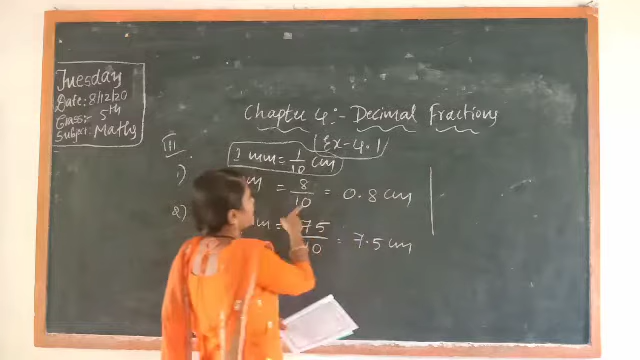 Tuesday
Date: 8/12/20
Class:- 5th
Subject: Maths
Chapter 4:- Decimal Fractions
[Ex-4.1]
III
1 mm = 1/10 cm
1) = 8/10 = 0.8 cm
2) = 75/10 = 7.5 cm